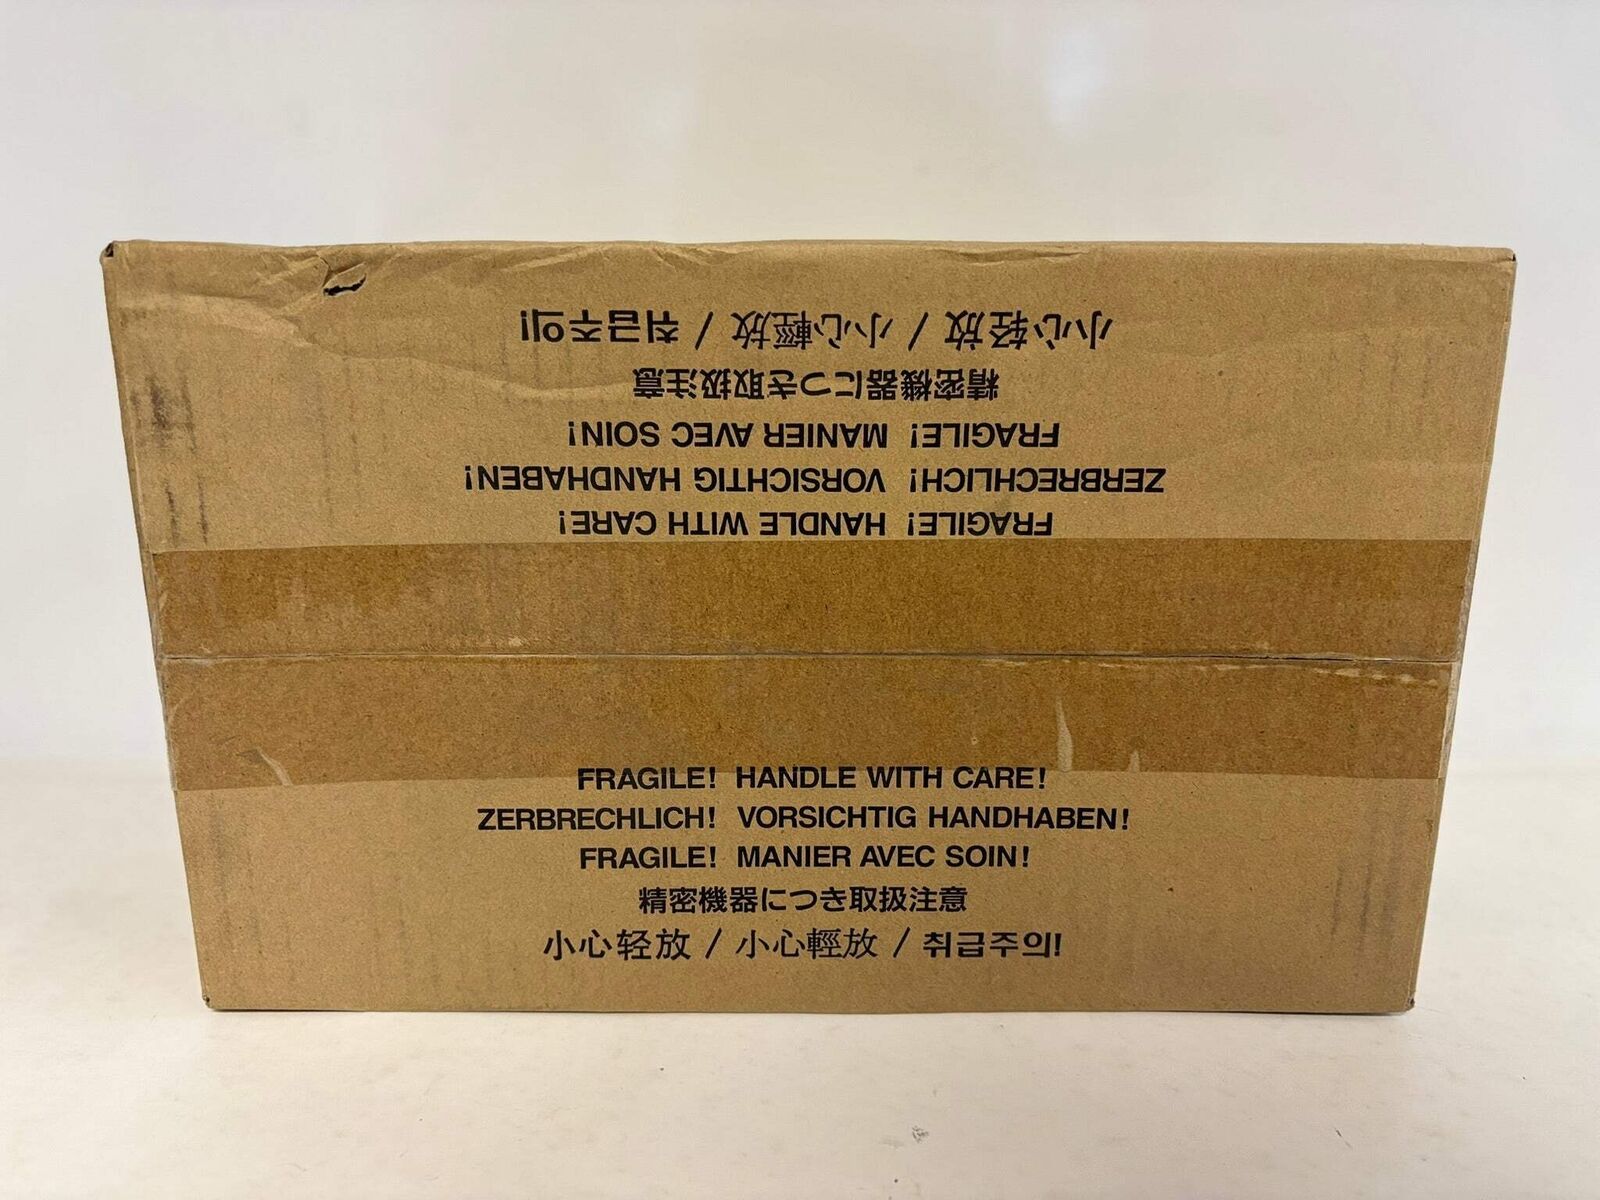 小心轻放 / 小心輕放 / 취급주의!
精密機器につき取扱注意
FRAGILE! MANIER AVEC SOIN!
ZERBRECHLICH! VORSICHTIG HANDHABEN!
FRAGILE! HANDLE WITH CARE!
FRAGILE! HANDLE WITH CARE!
ZERBRECHLICH! VORSICHTIG HANDHABEN!
FRAGILE! MANIER AVEC SOIN!
精密機器につき取扱注意
小心轻放 / 小心輕放 / 취급주의!